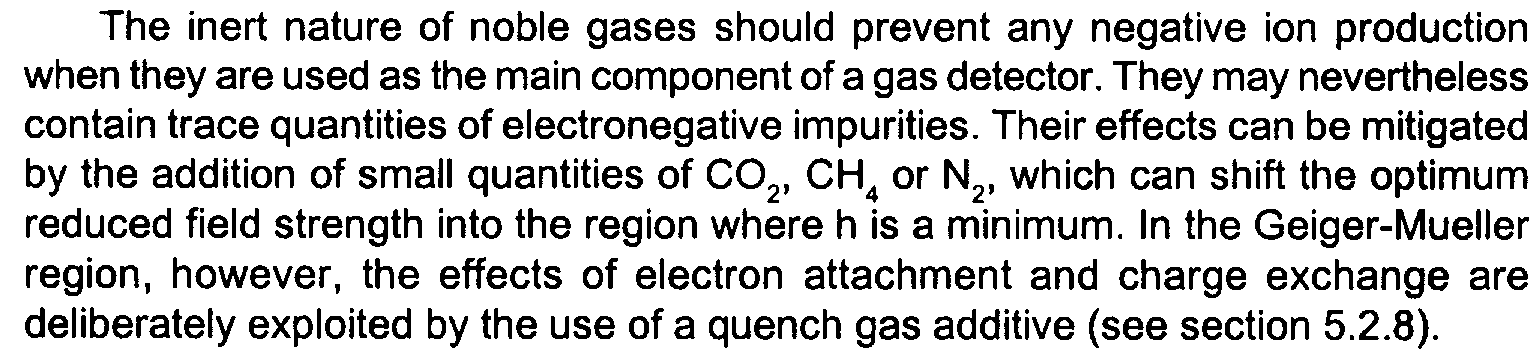 The inert nature of noble gases should prevent any negative ion production
when they are used as the main component of a gas detector. They may nevertheless
contain trace quantities of electronegative impurities. Their effects can be mitigated
by the addition of small quantities of CO₂, CH₄ or N₂, which can shift the optimum
reduced field strength into the region where h is a minimum. In the Geiger-Mueller
region, however, the effects of electron attachment and charge exchange are
deliberately exploited by the use of a quench gas additive (see section 5.2.8).